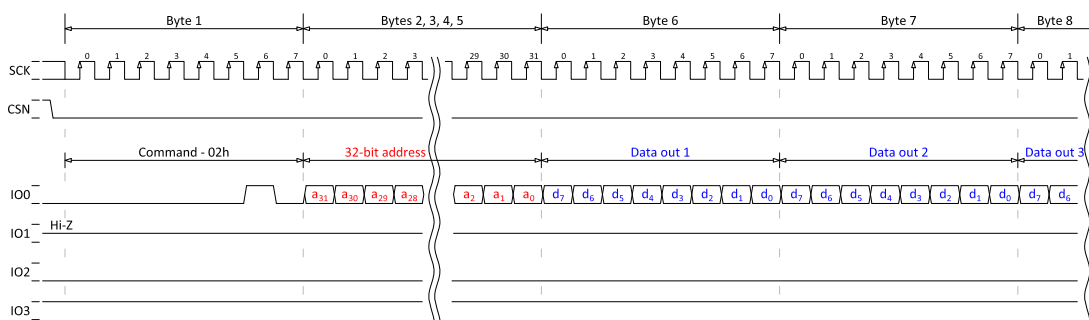 Byte 1 Bytes 2, 3, 4, 5 Byte 6 Byte 7 Byte 8
0 1 2 3 4 5 6 7 0 1 2 3 29 30 31 0 1 2 3 4 5 6 7 0 1 2 3 4 5 6 7 0 1
SCK
CSN
Command - 02h 32-bit address Data out 1 Data out 2 Data out 3
IO0 a31 a30 a29 a28 a2 a1 a0 d7 d6 d5 d4 d3 d2 d1 d0 d7 d6 d5 d4 d3 d2 d1 d0 d7 d6
Hi-Z
IO1
IO2
IO3